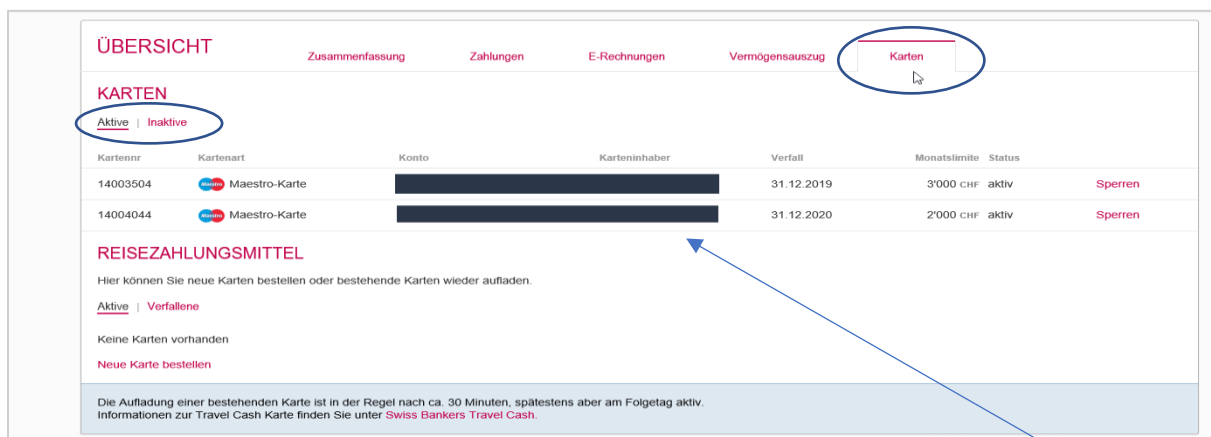 ÜBERSICHT Zusammenfassung Zahlungen E-Rechnungen Vermögensauszug Karten
KARTEN
Aktive | Inaktive
Kartennr Kartenart Konto Karteninhaber Verfall Monatslimite Status
14003504 Maestro Maestro-Karte 31.12.2019 3'000 CHF aktiv Sperren
14004044 Maestro Maestro-Karte 31.12.2020 2'000 CHF aktiv Sperren
REISEZAHLUNGSMITTEL
Hier können Sie neue Karten bestellen oder bestehende Karten wieder aufladen.
Aktive | Verfallene
Keine Karten vorhanden
Neue Karte bestellen
Die Aufladung einer bestehenden Karte ist in der Regel nach ca. 30 Minuten, spätestens aber am Folgetag aktiv.
Informationen zur Travel Cash Karte finden Sie unter Swiss Bankers Travel Cash.